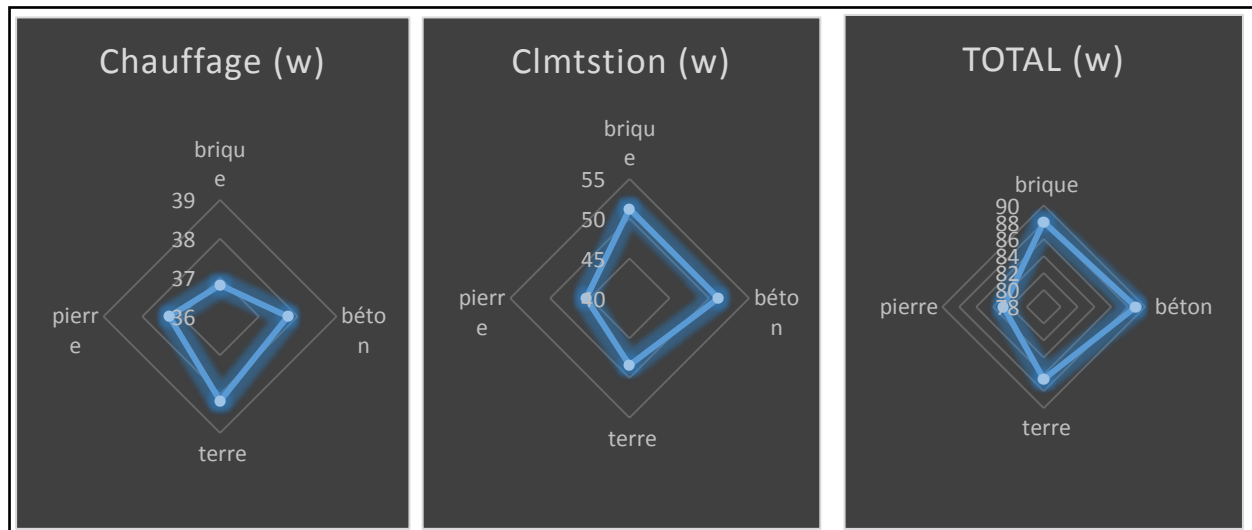 Chauffage (w)
briqu
e
39
38
37
36
pierr
e
béto
n
terre
Clmtstion (w)
briqu
e
55
50
45
40
pierr
e
béto
n
terre
TOTAL (w)
brique
90
88
86
84
82
80
78
pierre
béton
terre